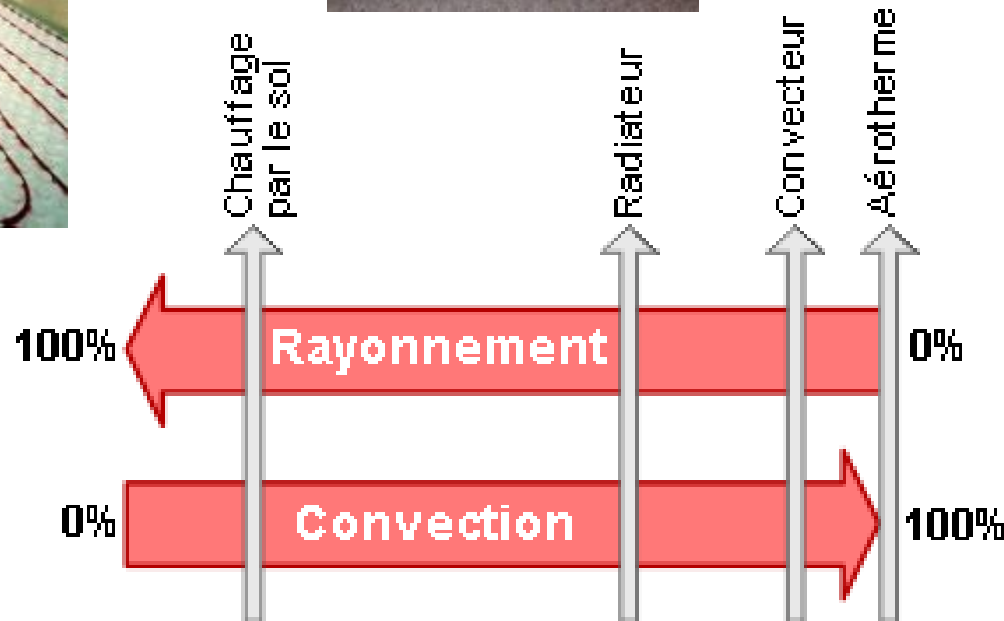 Chauffage
par le sol
Radiateur
Convecteur
Aérotherme
100% Rayonnement 0%
0% Convection 100%